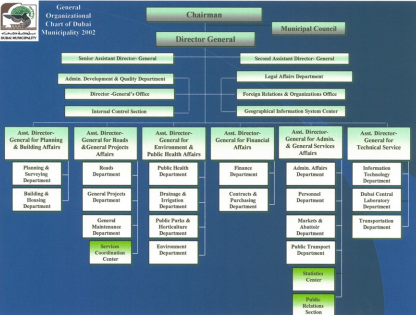 General
Organizational
Chart of Dubai
Municipality 2002
DUBAI MUNICIPALITY
Chairman
Municipal Council
Director General
Senior Assistant Director- General
Second Assistant Director- General
Admin. Development & Quality Department
Legal Affairs Department
Director -General's Office
Foreign Relations & Organizations Office
Internal Control Section
Geographical Information System Center
Asst. Director-
General for Planning
& Building Affairs
Asst. Director-
General for Roads
&General Projects
Affairs
Asst. Director-
General for
Environment &
Public Health Affairs
Asst. Director-
General for Financial
Affairs
Asst. Director-
General for Admin.
& General Services
Affairs
Asst. Director-
General for
Technical Service
Planning &
Surveying
Department
Building &
Housing
Department
Roads
Department
General Projects
Department
General
Maintenance
Department
Services
Coordination
Center
Public Health
Department
Drainage &
Irrigation
Department
Public Parks &
Horticulture
Department
Environment
Department
Finance
Department
Contracts &
Purchasing
Department
Admin. Affairs
Department
Personnel
Department
Markets &
Abattoir
Department
Public Transport
Department
Statistics
Center
Public
Relations
Section
Information
Technology
Department
Dubai Central
Laboratory
Department
Transportation
Department